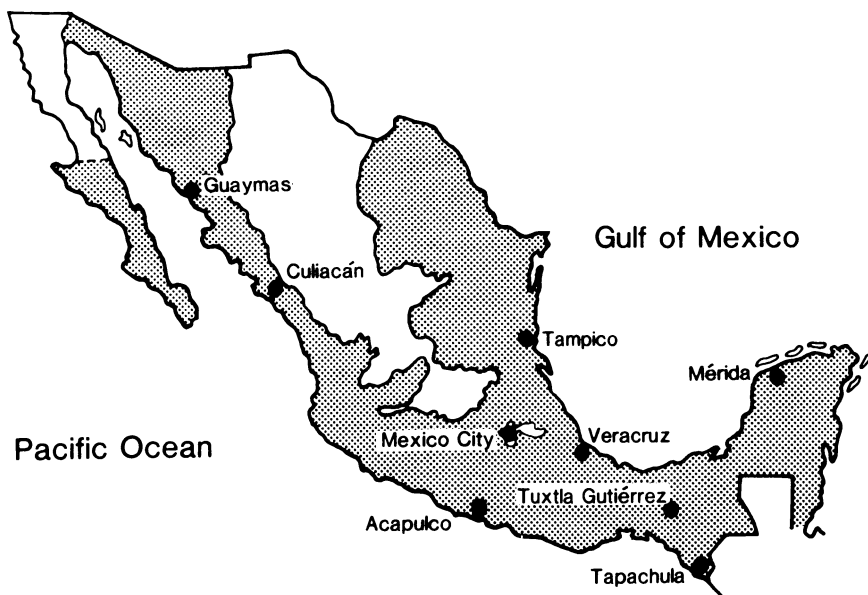 Guaymas
Gulf of Mexico
Culiacán
Tampico
Mérida
Pacific Ocean
Mexico City
Veracruz
Tuxtla Gutiérrez
Acapulco
Tapachula